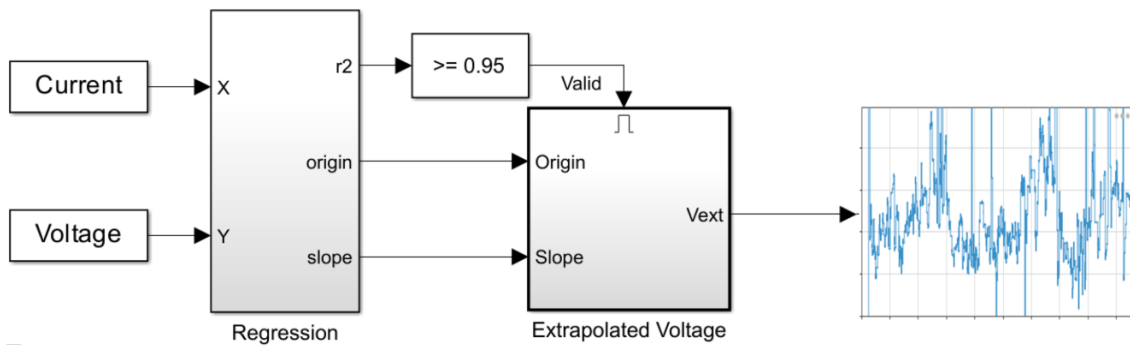 Current
Voltage
X
Y
r2
origin
slope
Regression
>= 0.95
Valid
Origin
Slope
Vext
Extrapolated Voltage